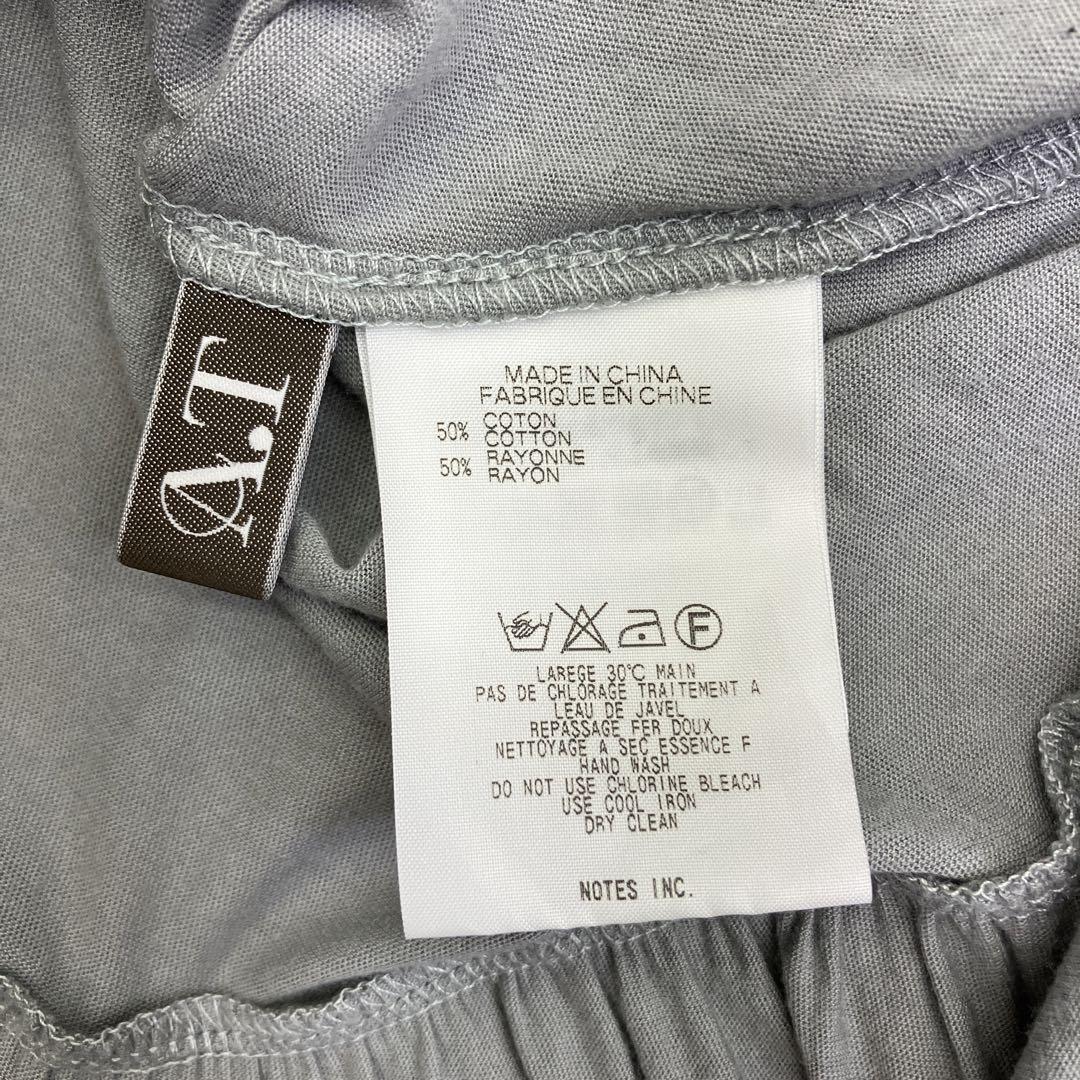 A.T
MADE IN CHINA
FABRIQUE EN CHINE
50% COTON
COTTON
50% RAYONNE
RAYON
F
LAREGE 30℃ MAIN
PAS DE CHLORAGE TRAITEMENT A
LEAU DE JAVEL
REPASSAGE FER DOUX
NETTOYAGE A SEC ESSENCE F
HAND WASH
DO NOT USE CHLORINE BLEACH
USE COOL IRON
DRY CLEAN
NOTES INC.